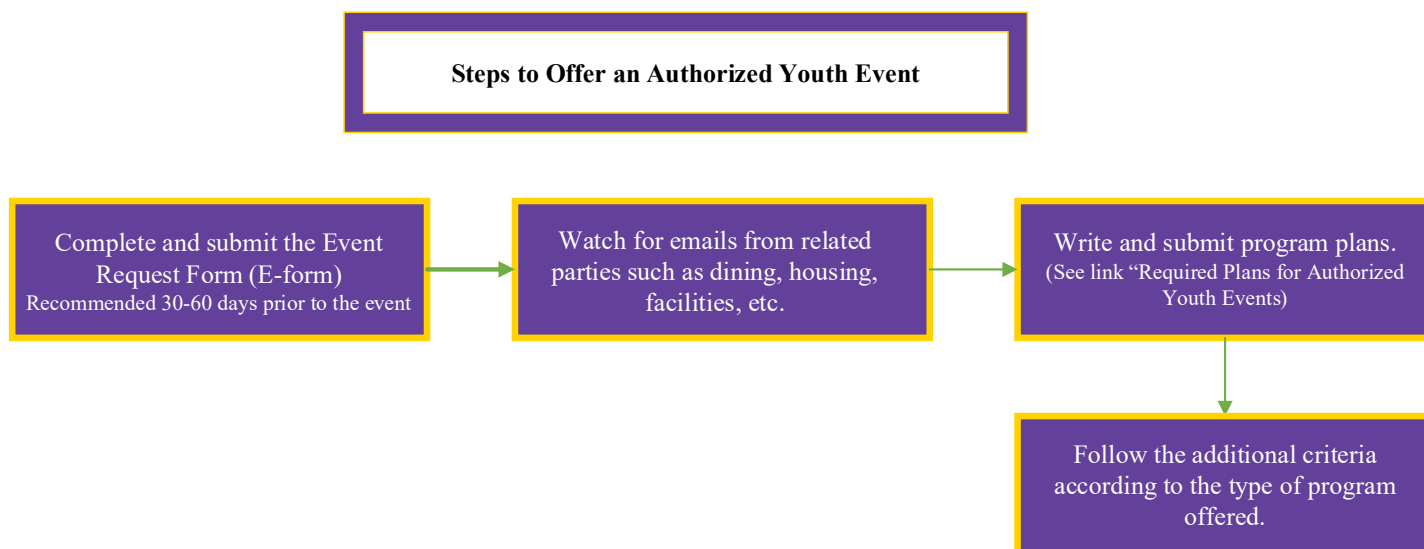 Steps to Offer an Authorized Youth Event
Complete and submit the Event
Request Form (E-form)
Recommended 30-60 days prior to the event
Watch for emails from related
parties such as dining, housing,
facilities, etc.
Write and submit program plans.
(See link “Required Plans for Authorized
Youth Events)
Follow the additional criteria
according to the type of program
offered.